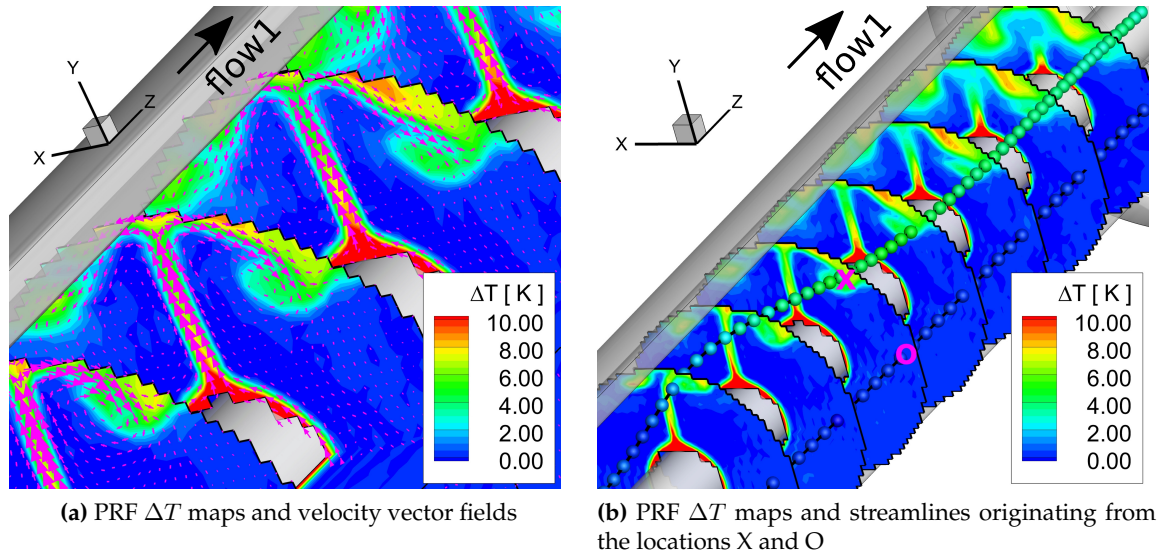 flow1
Y
Z
X
ΔT [ K ]
10.00
8.00
6.00
4.00
2.00
0.00
(a) PRF ΔT maps and velocity vector fields
flow1
Y
Z
X
X
O
ΔT [ K ]
10.00
8.00
6.00
4.00
2.00
0.00
(b) PRF ΔT maps and streamlines originating from
the locations X and O